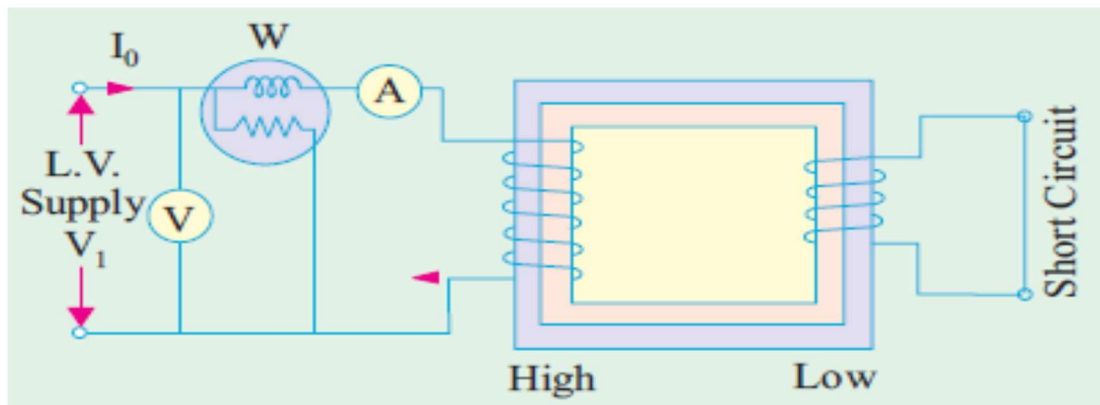 I0
W
A
L.V.
Supply
V
V1
High
Low
Short Circuit